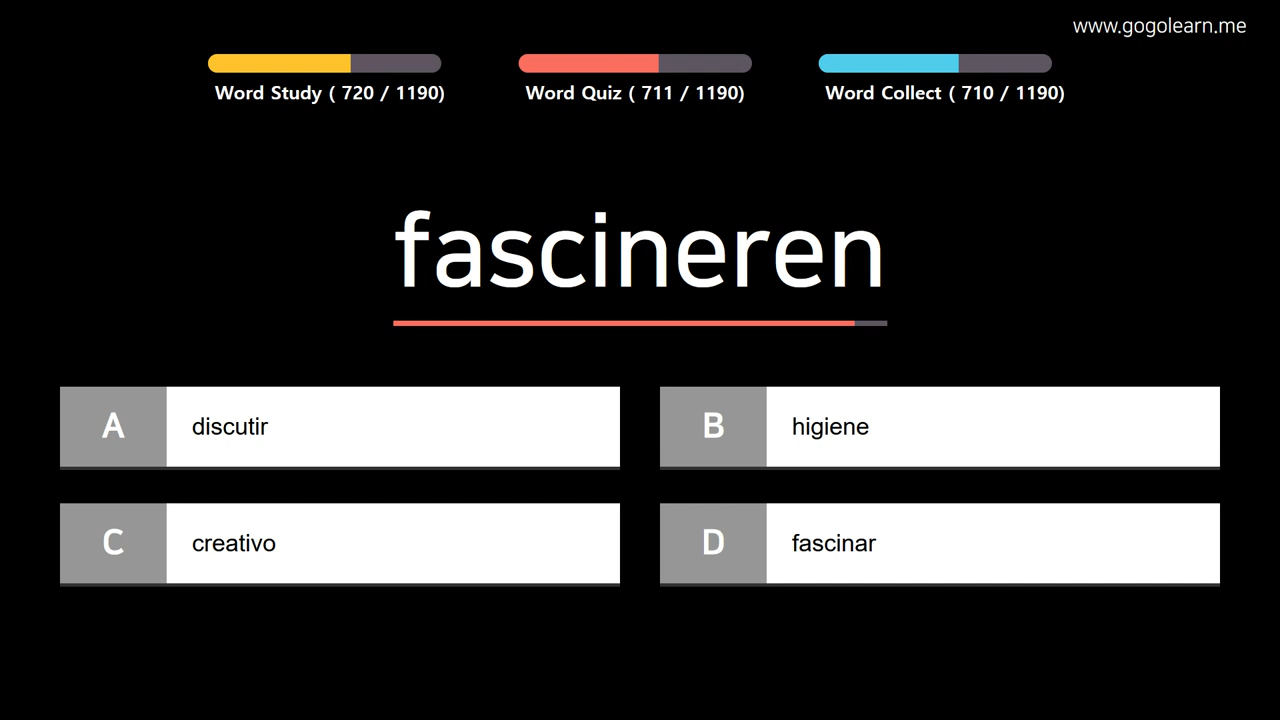 www.gogolearn.me
Word Study ( 720 / 1190)
Word Quiz ( 711 / 1190)
Word Collect ( 710 / 1190)
fascineren
A discutir
B higiene
C creativo
D fascinar